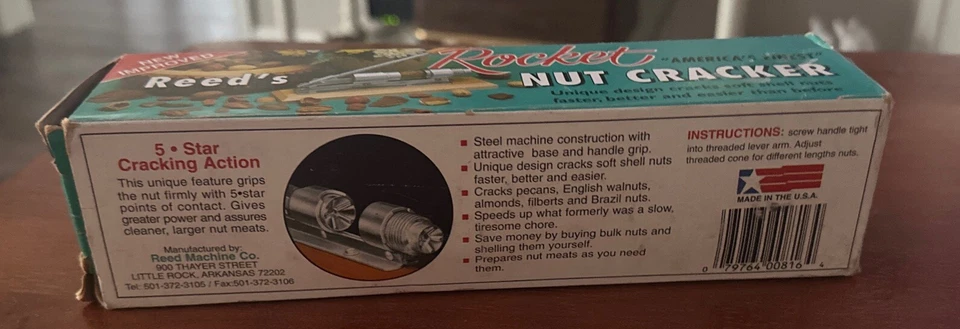 NEW
IMPROVED
Reed's
Rocket
"AMERICA'S FINEST"
NUT CRACKER
Unique design cracks soft shell nuts
faster, better and easier than before
5 • Star
Cracking Action
This unique feature grips
the nut firmly with 5•star
points of contact. Gives
greater power and assures
cleaner, larger nut meats.
Manufactured by:
Reed Machine Co.
900 THAYER STREET
LITTLE ROCK, ARKANSAS 72202
Tel: 501-372-3105 / Fax:501-372-3106
■ Steel machine construction with
attractive base and handle grip.
■ Unique design cracks soft shell nuts
faster, better and easier.
■ Cracks pecans, English walnuts,
almonds, filberts and Brazil nuts.
■ Speeds up what formerly was a slow,
tiresome chore.
■ Save money by buying bulk nuts and
shelling them yourself.
■ Prepares nut meats as you need
them.
INSTRUCTIONS: screw handle tight
into threaded lever arm. Adjust
threaded cone for different lengths nuts.
MADE IN THE U.S.A.
0 79764 00816 4